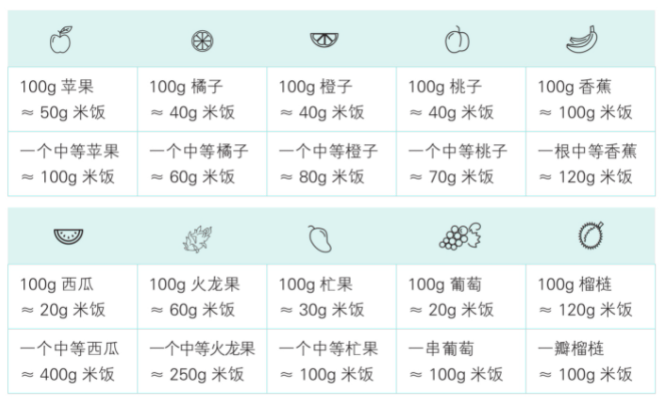 100g 苹果
≈ 50g 米饭
100g 橘子
≈ 40g 米饭
100g 橙子
≈ 40g 米饭
100g 桃子
≈ 40g 米饭
100g 香蕉
≈ 100g 米饭
一个中等苹果
≈ 100g 米饭
一个中等橘子
≈ 60g 米饭
一个中等橙子
≈ 80g 米饭
一个中等桃子
≈ 70g 米饭
一根中等香蕉
≈ 120g 米饭
100g 西瓜
≈ 20g 米饭
100g 火龙果
≈ 60g 米饭
100g 杧果
≈ 30g 米饭
100g 葡萄
≈ 20g 米饭
100g 榴梿
≈ 120g 米饭
一个中等西瓜
≈ 400g 米饭
一个中等火龙果
≈ 250g 米饭
一个中等杧果
≈ 100g 米饭
一串葡萄
≈ 100g 米饭
一瓣榴梿
≈ 100g 米饭